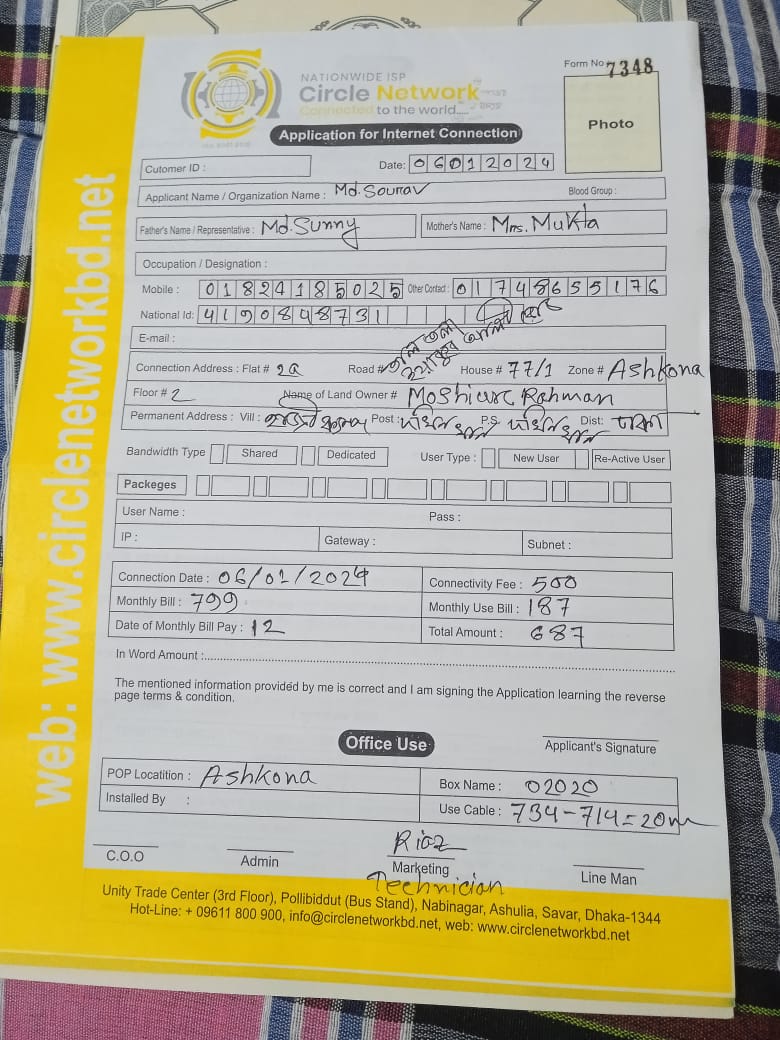 Form No 7348
NATIONWIDE ISP
Circle Network
Connected to the world.....
Photo
Application for Internet Connection
Cutomer ID :
Date: 06012024
Applicant Name / Organization Name : Md. Sourav Blood Group :
Father's Name / Representative : Md. Sunny Mother's Name : Mrs. Mukta
Occupation / Designation :
Mobile : 01824185025 Other Contact : 01748655176
National Id: 4190898731
E-mail :
Connection Address : Flat # 2a Road # House # 77/1 Zone # Ashkona
Floor # 2 Name of Land Owner # Moshiure Rahman
Permanent Address : Vill : Post : P.S. Dist: ঢাকা
Bandwidth Type Shared Dedicated User Type : New User Re-Active User
Packeges
User Name : Pass :
IP : Gateway : Subnet :
Connection Date : 06/01/2024 Connectivity Fee : 500
Monthly Bill : 799 Monthly Use Bill : 187
Date of Monthly Bill Pay : 12 Total Amount : 687
In Word Amount :
The mentioned information provided by me is correct and I am signing the Application learning the reverse
page terms & condition.
Office Use
Applicant's Signature
POP Locatition : Ashkona Box Name : 02020
Installed By : Use Cable : 734-714=20m
Riaz
C.O.O Admin Marketing Line Man
Technician
Unity Trade Center (3rd Floor), Pollibiddut (Bus Stand), Nabinagar, Ashulia, Savar, Dhaka-1344
Hot-Line: + 09611 800 900, info@circlenetworkbd.net, web: www.circlenetworkbd.net
web: www.circlenetworkbd.net